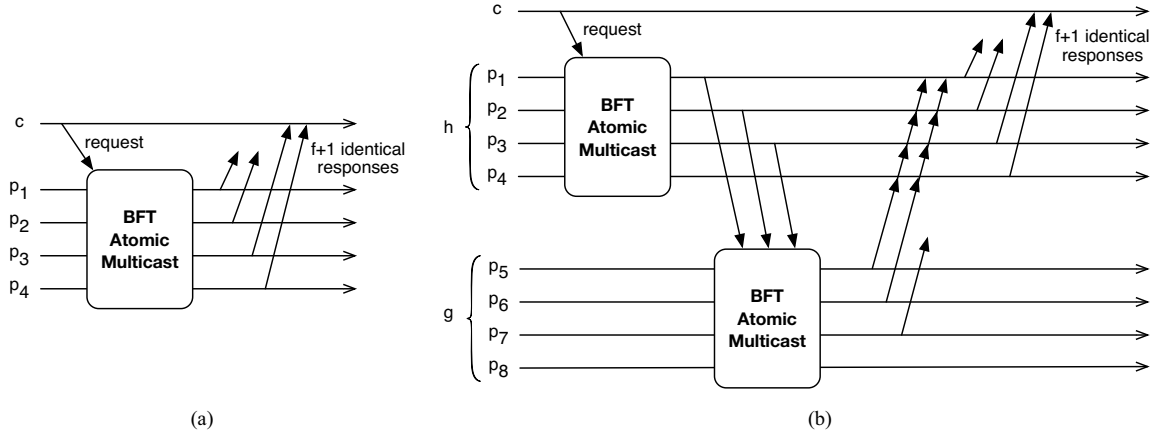 c
request
f+1 identical
responses
p1
p2
p3
p4
BFT
Atomic
Multicast
(a)
c
request
f+1 identical
responses
h
p1
p2
p3
p4
BFT
Atomic
Multicast
g
p5
p6
p7
p8
BFT
Atomic
Multicast
(b)